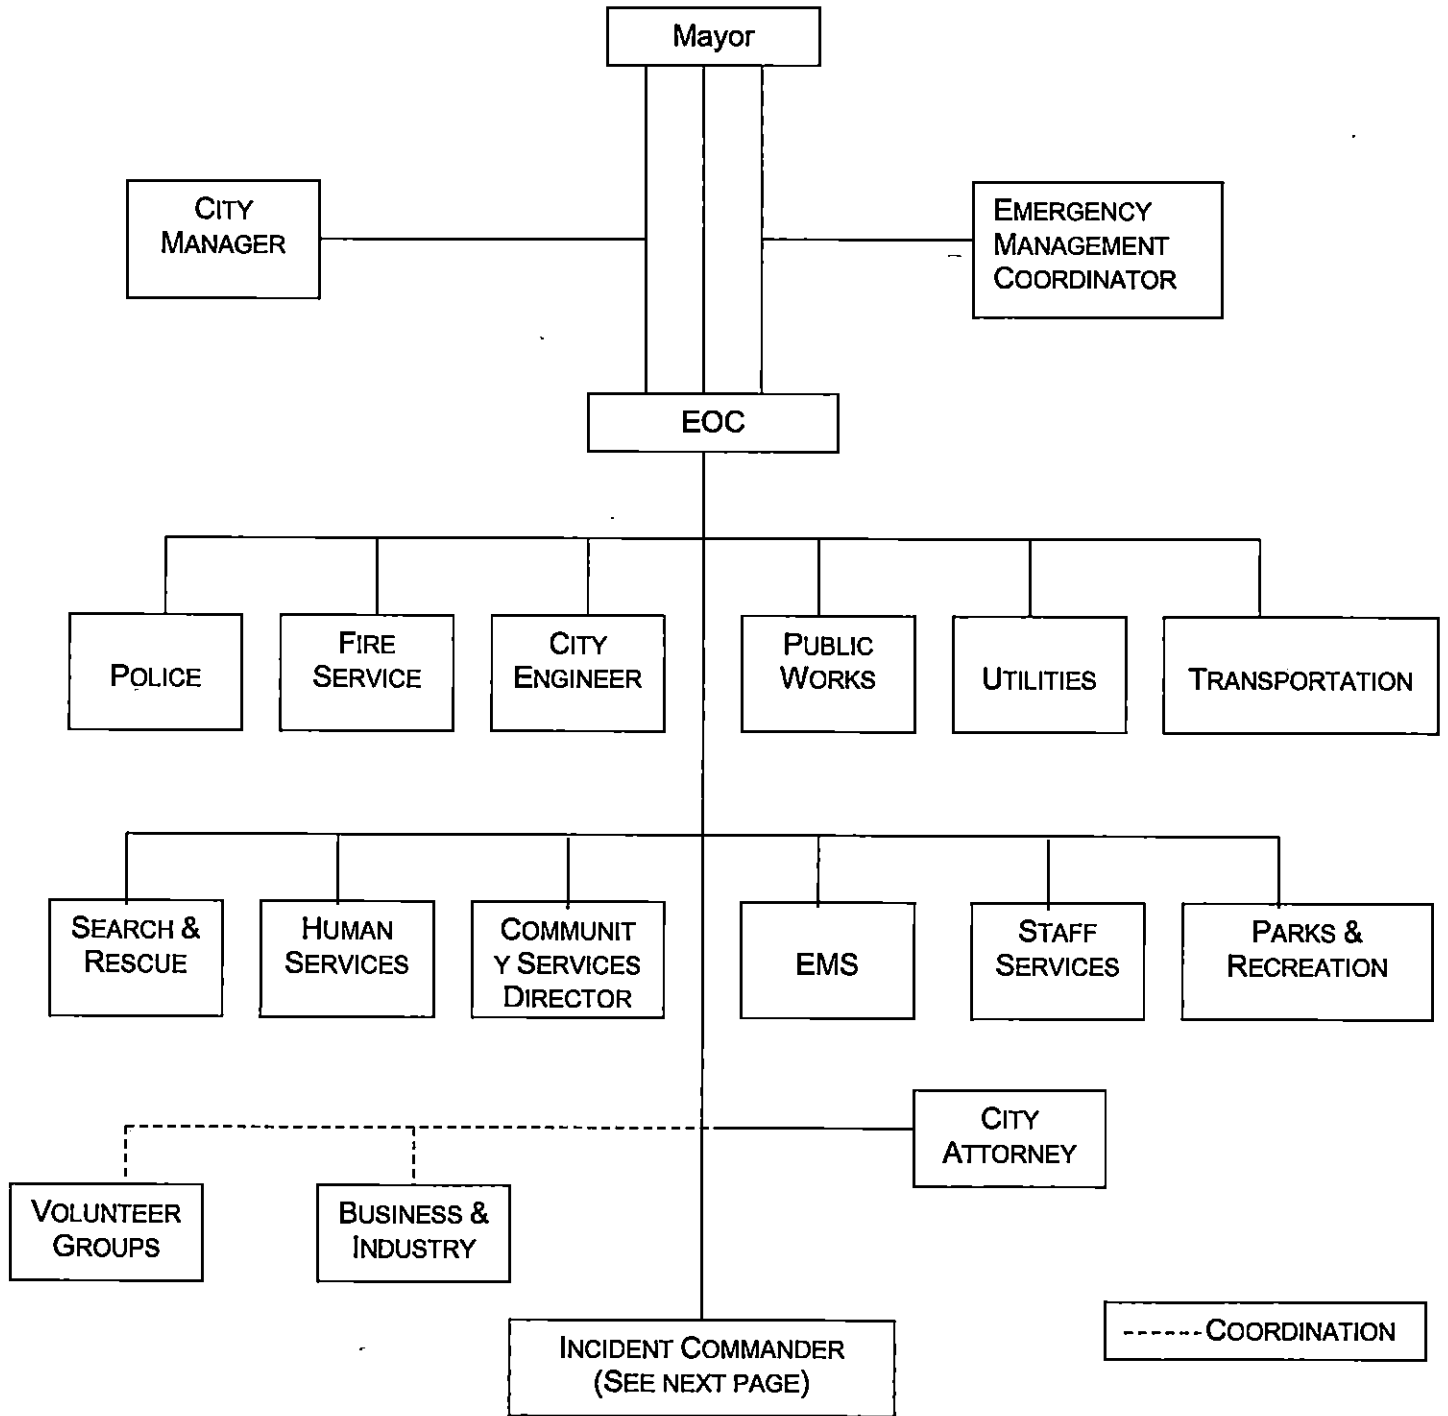 Mayor
CITY
MANAGER
EMERGENCY
MANAGEMENT
COORDINATOR
EOC
POLICE
FIRE
SERVICE
CITY
ENGINEER
PUBLIC
WORKS
UTILITIES
TRANSPORTATION
SEARCH &
RESCUE
HUMAN
SERVICES
COMMUNIT
Y SERVICES
DIRECTOR
EMS
STAFF
SERVICES
PARKS &
RECREATION
CITY
ATTORNEY
VOLUNTEER
GROUPS
BUSINESS &
INDUSTRY
INCIDENT COMMANDER
(SEE NEXT PAGE)
COORDINATION